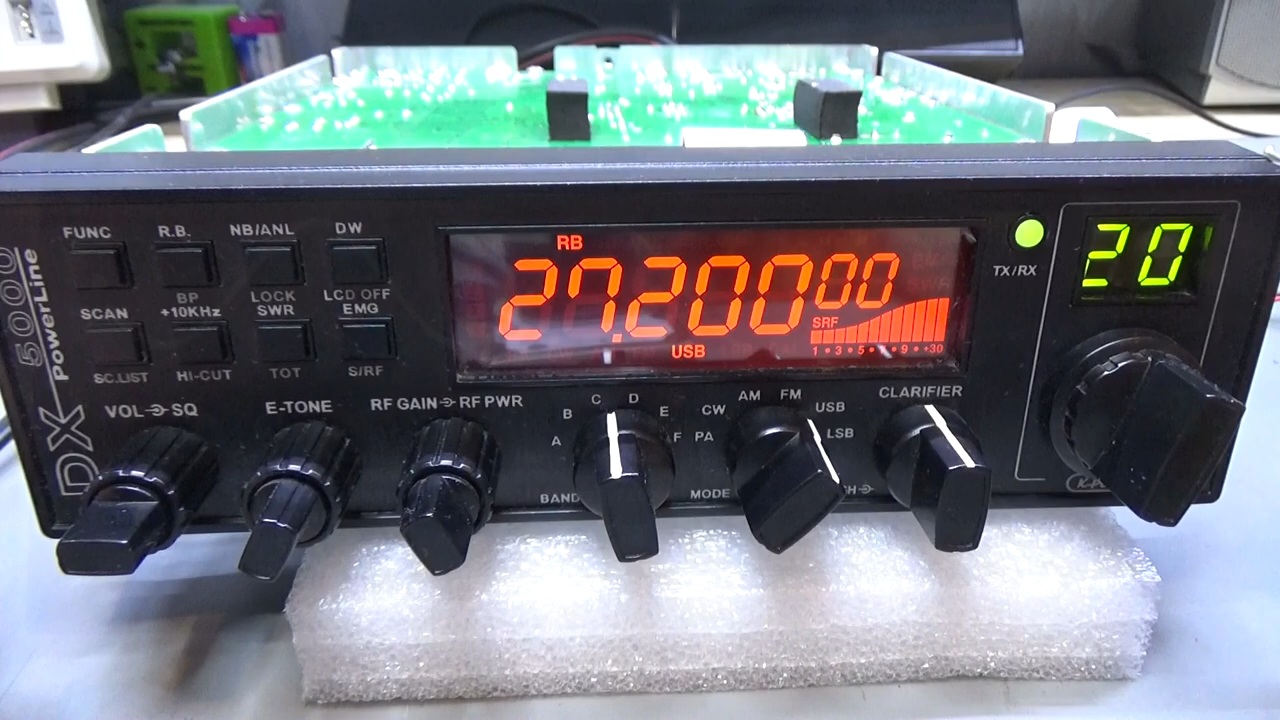 FUNC R.B. NB/ANL DW
BP LOCK LCD OFF
SCAN +10KHz SWR EMG
SC.LIST HI-CUT TOT S/RF
DX 5000
PowerLine
RB
27.20000
SRF
1 3 5 7 9 +30
USB
TX/RX
20
VOL SQ
E-TONE
RF GAIN RF PWR
A B C D E F
BAND
PA CW AM FM USB LSB
MODE
CLARIFIER
CH